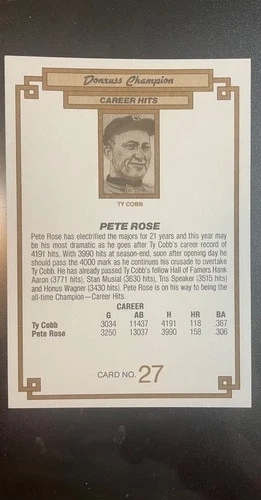 Donruss Champion
CAREER HITS
TY COBB
PETE ROSE
Pete Rose has electrified the majors for 21 years and this year may
be his most dramatic as he goes after Ty Cobb's career record of
4191 hits. With 3990 hits at season-end, soon after opening day he
should pass the 4000 mark as he continues his crusade to overtake
Ty Cobb. He has already passed Ty Cobb's fellow Hall of Famers Hank
Aaron (3771 hits), Stan Musial (3630 hits), Tris Speaker (3515 hits)
and Honus Wagner (3430 hits). Pete Rose is on his way to being the
all-time Champion—Career Hits.
CAREER
G AB H HR BA
Ty Cobb 3034 11437 4191 118 .367
Pete Rose 3250 13037 3990 158 .306
CARD NO. 27